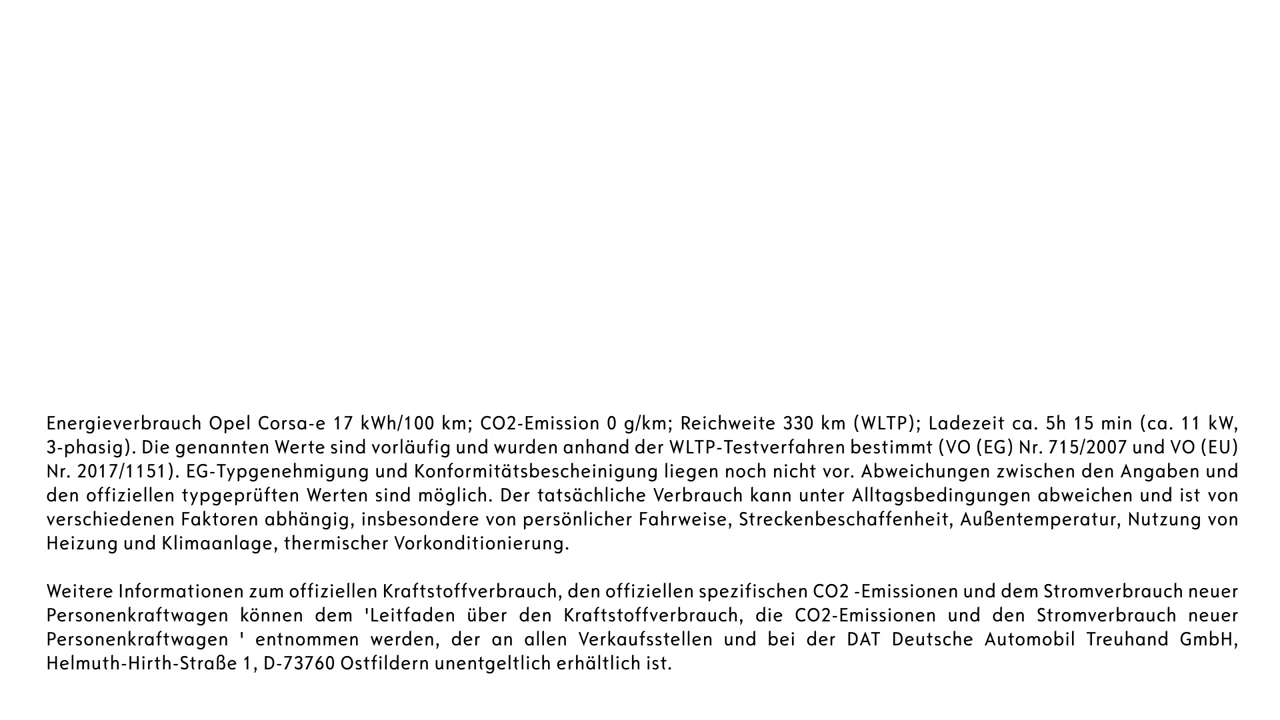 Energieverbrauch Opel Corsa-e 17 kWh/100 km; CO2-Emission 0 g/km; Reichweite 330 km (WLTP); Ladezeit ca. 5h 15 min (ca. 11 kW,
3-phasig). Die genannten Werte sind vorläufig und wurden anhand der WLTP-Testverfahren bestimmt (VO (EG) Nr. 715/2007 und VO (EU)
Nr. 2017/1151). EG-Typgenehmigung und Konformitätsbescheinigung liegen noch nicht vor. Abweichungen zwischen den Angaben und
den offiziellen typgeprüften Werten sind möglich. Der tatsächliche Verbrauch kann unter Alltagsbedingungen abweichen und ist von
verschiedenen Faktoren abhängig, insbesondere von persönlicher Fahrweise, Streckenbeschaffenheit, Außentemperatur, Nutzung von
Heizung und Klimaanlage, thermischer Vorkonditionierung.
Weitere Informationen zum offiziellen Kraftstoffverbrauch, den offiziellen spezifischen CO2 -Emissionen und dem Stromverbrauch neuer
Personenkraftwagen können dem 'Leitfaden über den Kraftstoffverbrauch, die CO2-Emissionen und den Stromverbrauch neuer
Personenkraftwagen ' entnommen werden, der an allen Verkaufsstellen und bei der DAT Deutsche Automobil Treuhand GmbH,
Helmuth-Hirth-Straße 1, D-73760 Ostfildern unentgeltlich erhältlich ist.